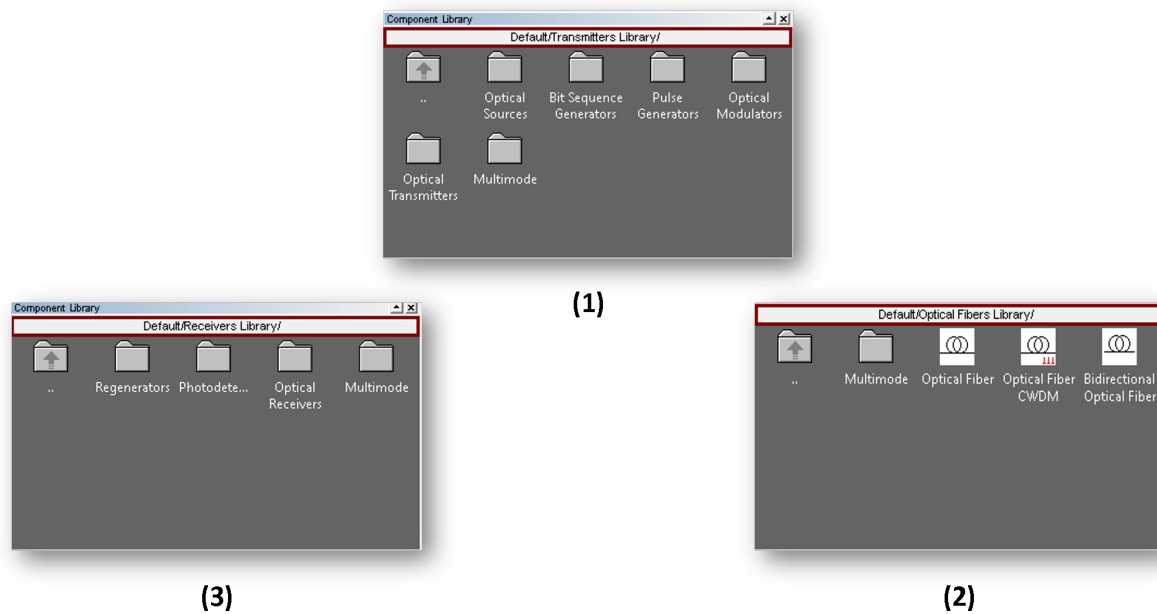 Component Library
Default/Transmitters Library/
..
Optical
Sources
Bit Sequence
Generators
Pulse
Generators
Optical
Modulators
Optical
Transmitters
Multimode
(1)
Component Library
Default/Receivers Library/
..
Regenerators
Photodete...
Optical
Receivers
Multimode
(3)
Default/Optical Fibers Library/
..
Multimode
Optical Fiber
Optical Fiber
CWDM
Bidirectional
Optical Fiber
(2)